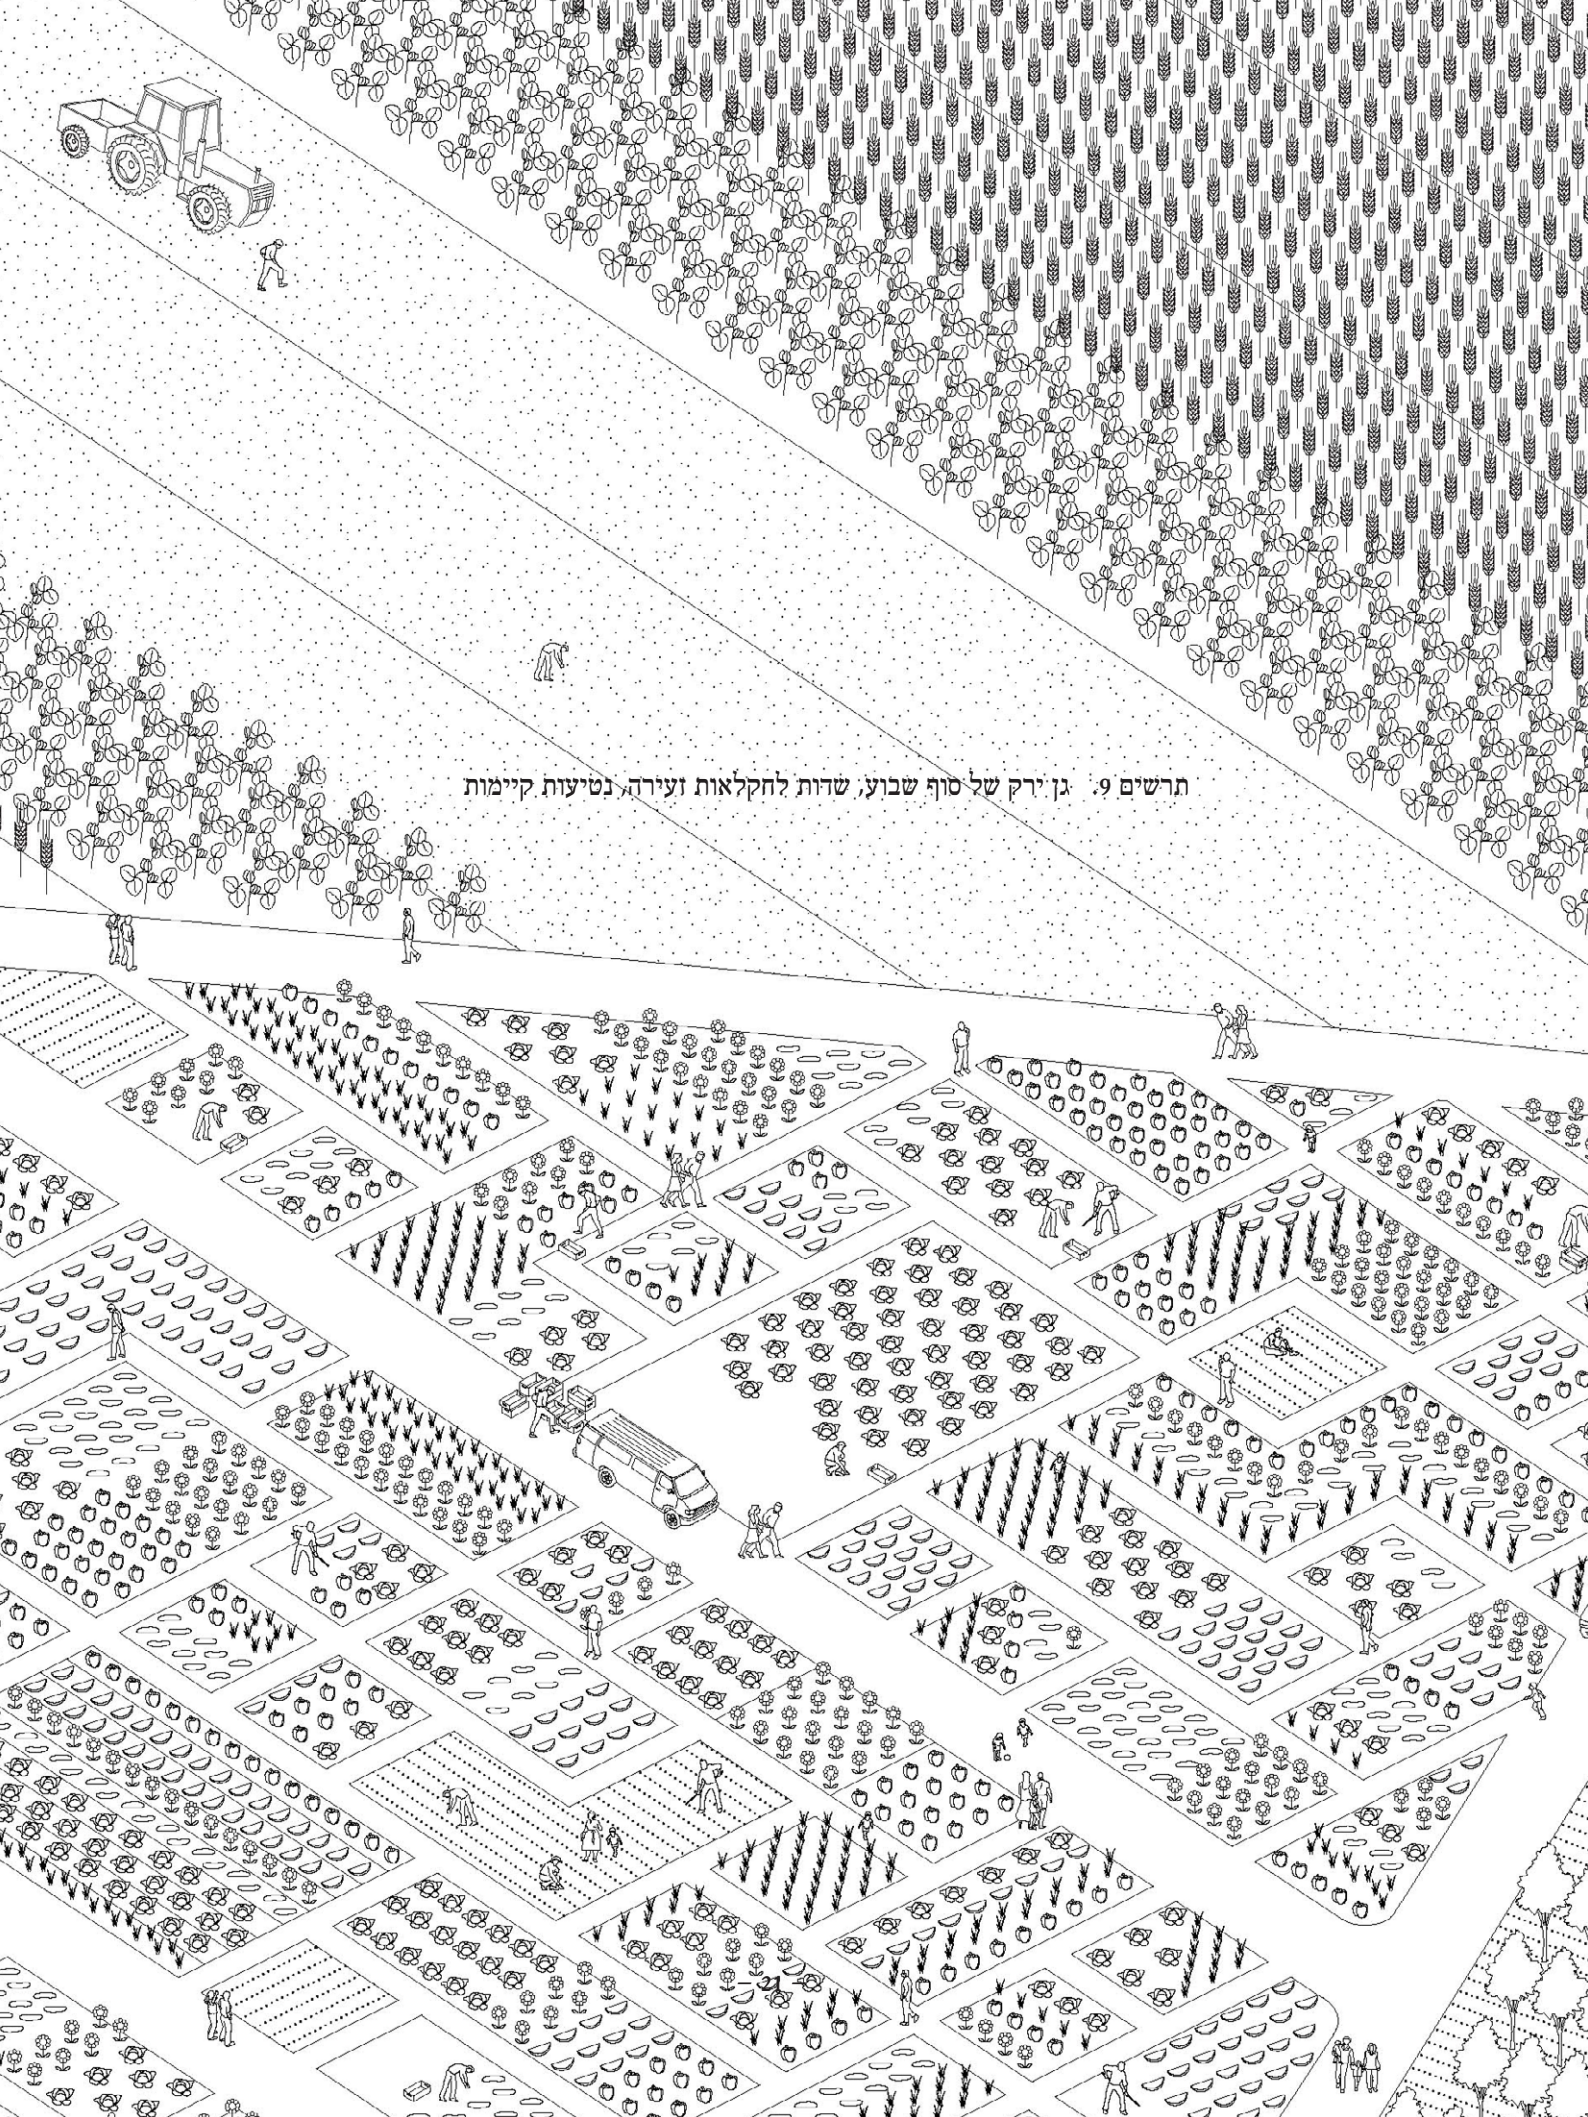 תרשים 9. גן ירק של סוף שבוע, שדות לחקלאות זעירה, נטיעות קיימות